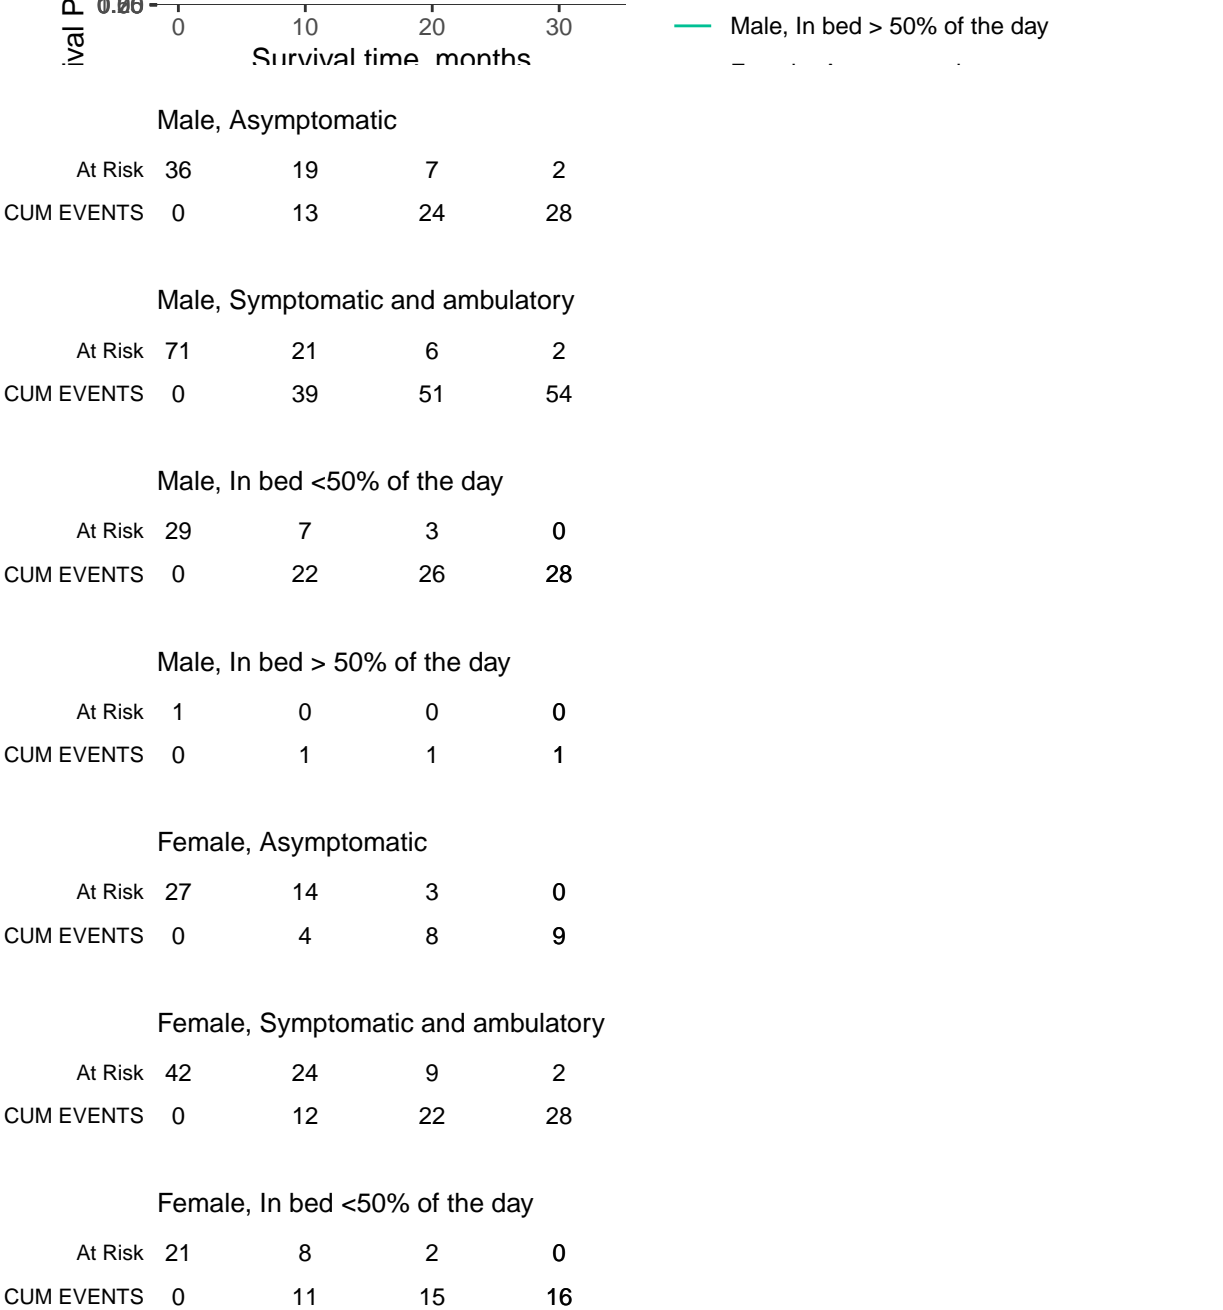 0 10 20 30
Survival time, months
Male, In bed > 50% of the day
Male, Asymptomatic
At Risk 36 19 7 2
CUM EVENTS 0 13 24 28
Male, Symptomatic and ambulatory
At Risk 71 21 6 2
CUM EVENTS 0 39 51 54
Male, In bed <50% of the day
At Risk 29 7 3 0
CUM EVENTS 0 22 26 28
Male, In bed > 50% of the day
At Risk 1 0 0 0
CUM EVENTS 0 1 1 1
Female, Asymptomatic
At Risk 27 14 3 0
CUM EVENTS 0 4 8 9
Female, Symptomatic and ambulatory
At Risk 42 24 9 2
CUM EVENTS 0 12 22 28
Female, In bed <50% of the day
At Risk 21 8 2 0
CUM EVENTS 0 11 15 16